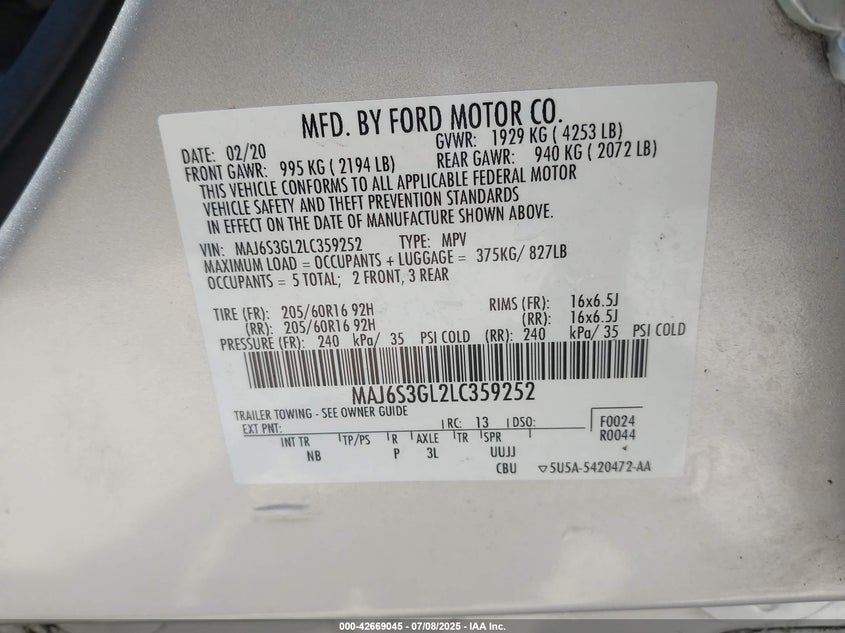 MFD. BY FORD MOTOR CO.
DATE: 02/20 GVWR: 1929 KG ( 4253 LB)
FRONT GAWR: 995 KG ( 2194 LB) REAR GAWR: 940 KG ( 2072 LB)
THIS VEHICLE CONFORMS TO ALL APPLICABLE FEDERAL MOTOR
VEHICLE SAFETY AND THEFT PREVENTION STANDARDS
IN EFFECT ON THE DATE OF MANUFACTURE SHOWN ABOVE.
VIN: MAJ6S3GL2LC359252 TYPE: MPV
MAXIMUM LOAD = OCCUPANTS + LUGGAGE = 375KG/ 827LB
OCCUPANTS = 5 TOTAL; 2 FRONT, 3 REAR
TIRE (FR): 205/60R16 92H RIMS (FR): 16x6.5J
(RR): 205/60R16 92H (RR): 16x6.5J
PRESSURE (FR): 240 kPa/ 35 PSI COLD (RR): 240 kPa/ 35 PSI COLD
MAJ6S3GL2LC359252
TRAILER TOWING - SEE OWNER GUIDE
EXT PNT: RC: 13 DSO: F0024
INT TR TP/PS R AXLE TR SPR R0044
NB P 3L UUJJ
CBU ▽5U5A-5420472-AA
000-42669045 - 07/08/2025 - IAA Inc.